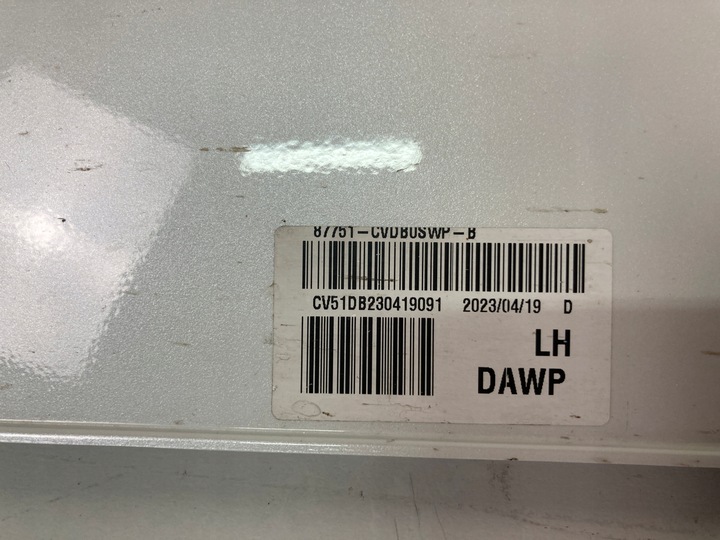 87751-CVDB0SWP-B
CV51DB230419091 2023/04/19 D
LH
DAWP